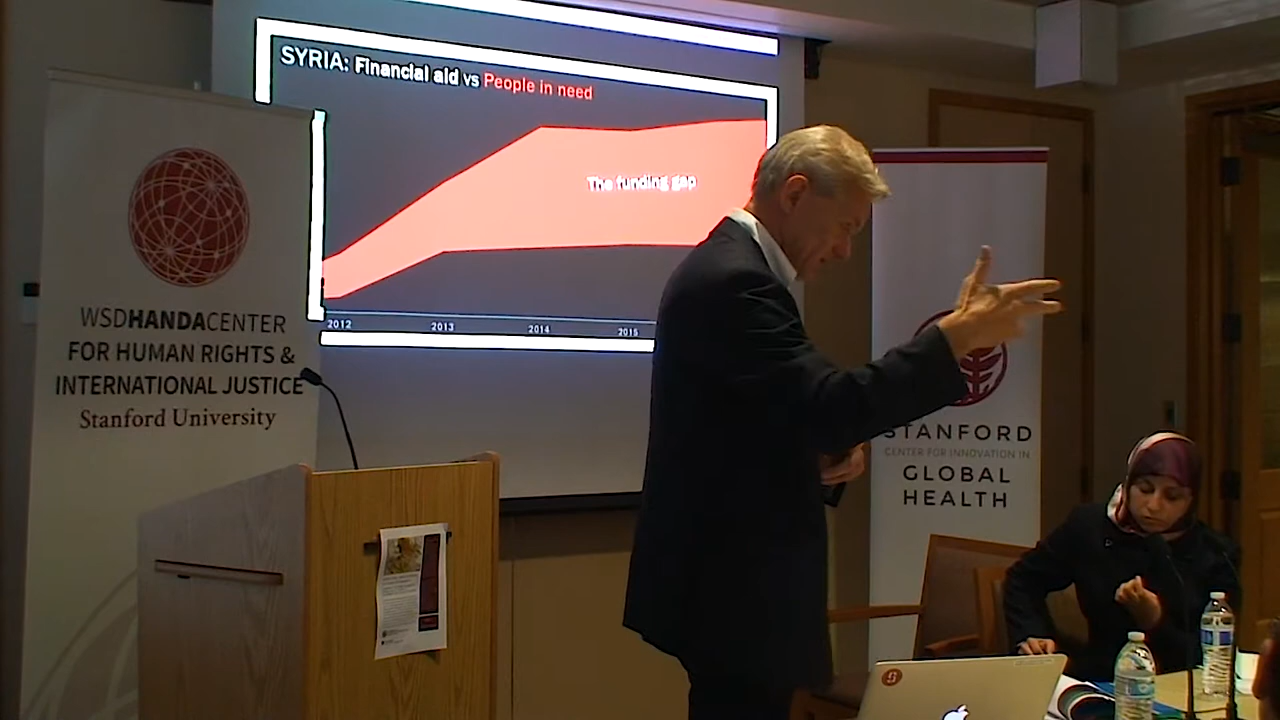 SYRIA: Financial aid vs People in need
The funding gap
2012 2013 2014 2015
WSDHANDACENTER
FOR HUMAN RIGHTS &
INTERNATIONAL JUSTICE
Stanford University
STANFORD
CENTER FOR INNOVATION IN
GLOBAL
HEALTH